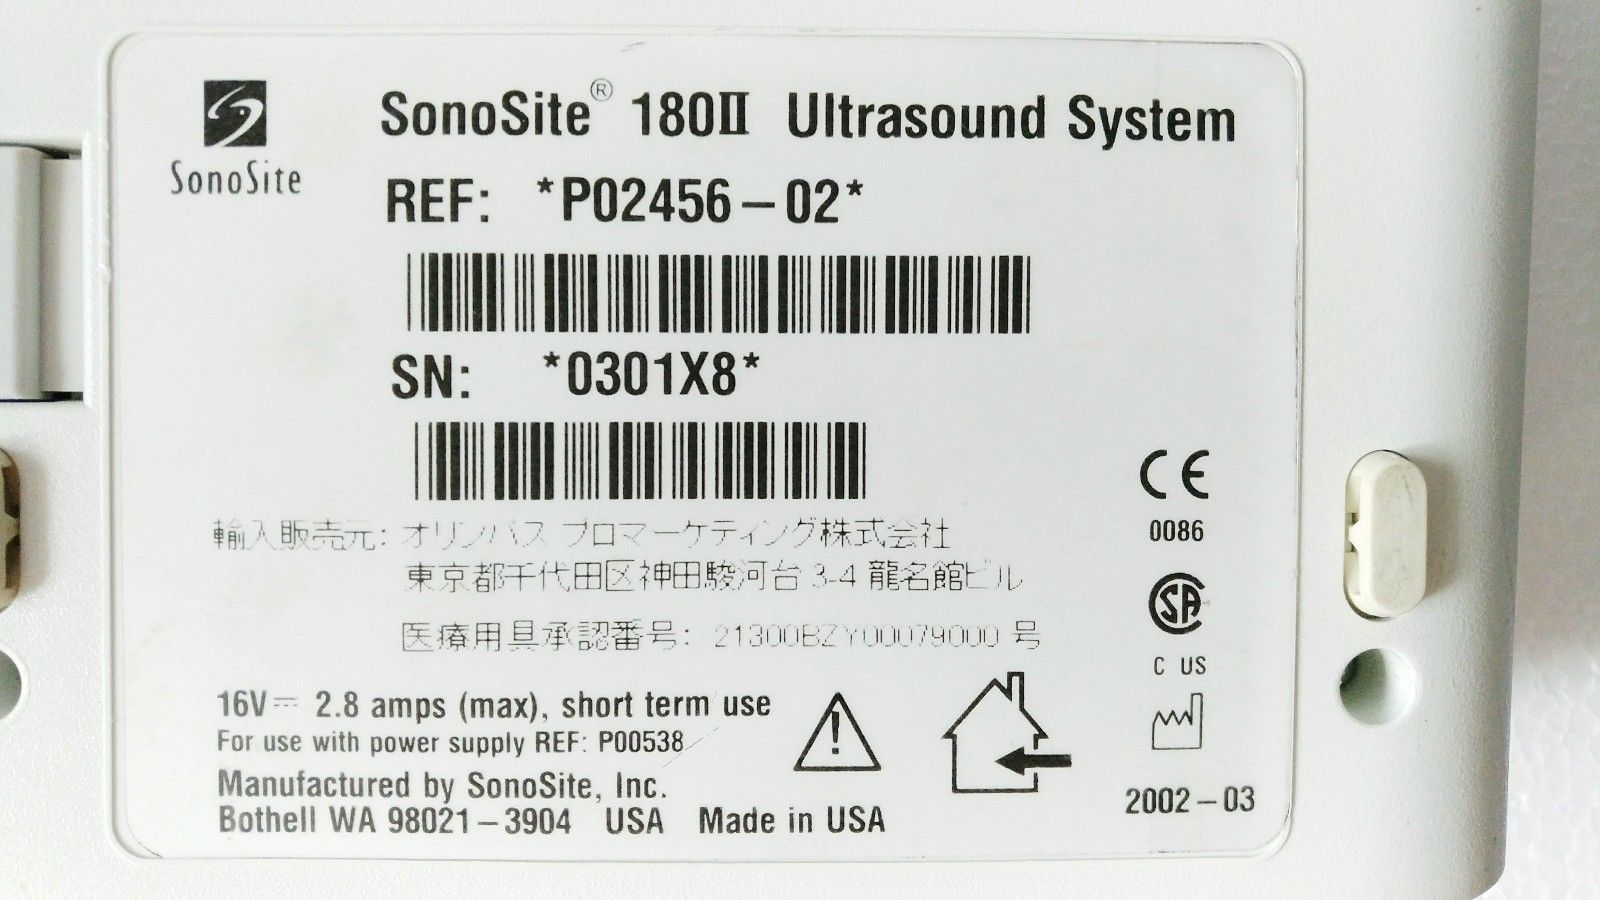 SonoSite
SonoSite® 180II Ultrasound System
REF: *P02456-02*
SN: *0301X8*
輸入販売元: オリンパス プロマーケティング株式会社
東京都千代田区神田駿河台 3-4 龍名館ビル
医療用具承認番号: 21300BZY00079000 号
16V⎓ 2.8 amps (max), short term use
For use with power supply REF: P00538
Manufactured by SonoSite, Inc.
Bothell WA 98021-3904 USA Made in USA
CE
0086
SA
C US
2002-03